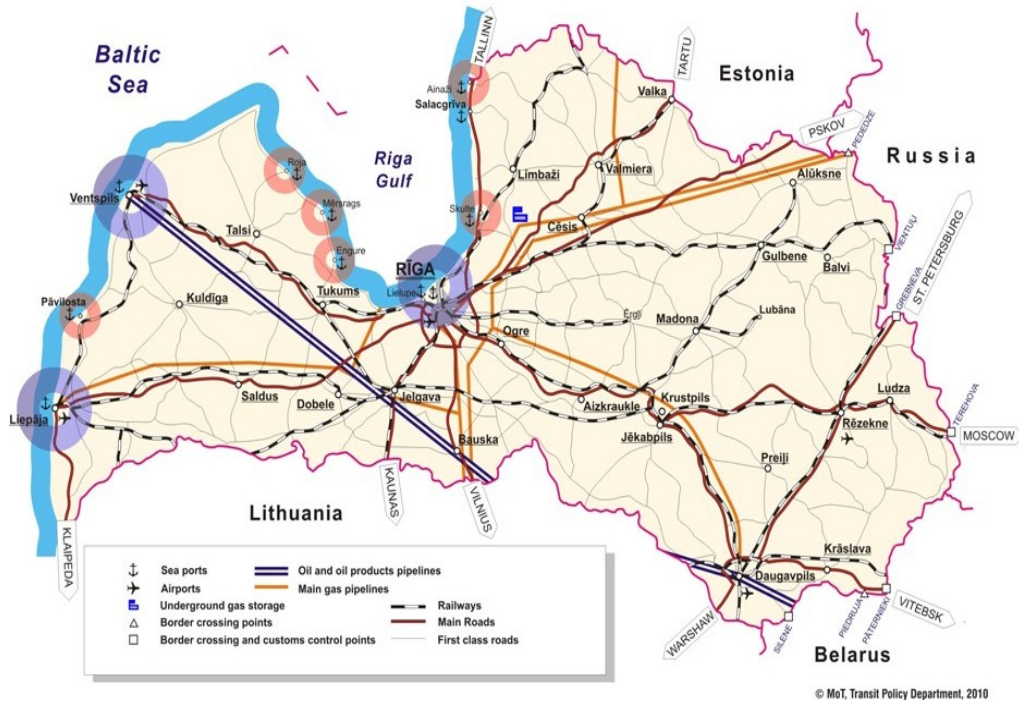 Baltic
Sea
TALLINN
Ainaži
Salacgrīva
TARTU
Estonia
Valka
PSKOV
PEDEDZE
Russia
Riga
Gulf
Roja
Mērsrags
Engure
Skulte
Līmbaži
Valmiera
Alūksne
Cēsis
Ventspils
Talsi
Gulbene
Balvi
VIENTUĻI
GREBNEVA
ST. PETERSBURG
RĪGA
Lielupe
Tukums
Kuldīga
Pāvilosta
Ogre
Ērgļi
Madona
Lubāna
Liepāja
Saldus
Dobele
Jelgava
Aizkraukle
Krustpils
Jēkabpils
Ludza
Rēzekne
TEREHOVA
MOSCOW
Bauska
Preiļi
KAUNAS
VILNIUS
Lithuania
KLAIPEDA
Krāslava
Daugavpils
WARSHAW
SILENE
PIEDRUJA
PĀTERNIEKI
VITEBSK
Belarus
Sea ports
Airports
Underground gas storage
Border crossing points
Border crossing and customs control points
Oil and oil products pipelines
Main gas pipelines
Railways
Main Roads
First class roads
© MoT, Transit Policy Department, 2010